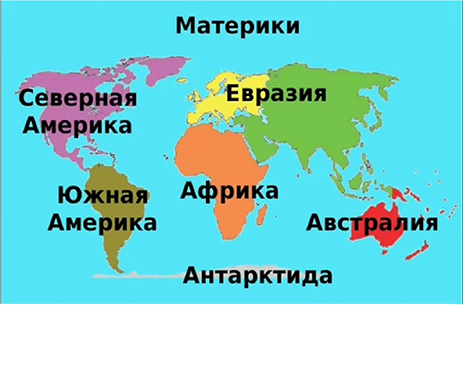 Материки
Северная
Америка
Евразия
Южная
Америка
Африка
Австралия
Антарктида